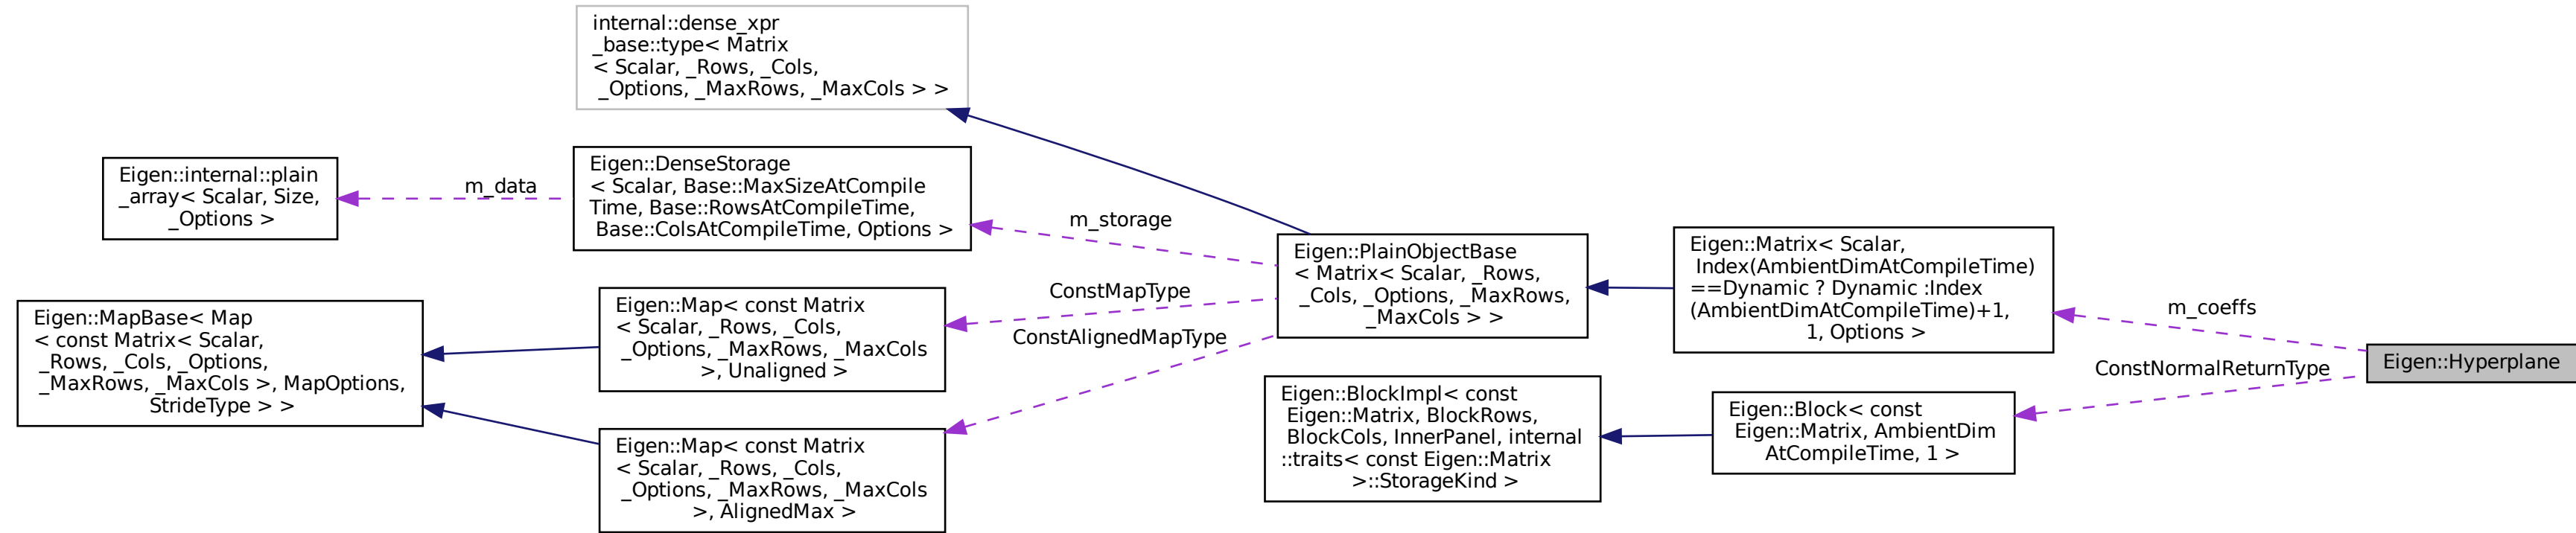 internal::dense_xpr
_base::type< Matrix
< Scalar, _Rows, _Cols,
_Options, _MaxRows, _MaxCols > >
Eigen::internal::plain
_array< Scalar, Size,
_Options >
m_data
Eigen::DenseStorage
< Scalar, Base::MaxSizeAtCompile
Time, Base::RowsAtCompileTime,
Base::ColsAtCompileTime, Options >
m_storage
Eigen::MapBase< Map
< const Matrix< Scalar,
_Rows, _Cols, _Options,
_MaxRows, _MaxCols >, MapOptions,
StrideType > >
Eigen::Map< const Matrix
< Scalar, _Rows, _Cols,
_Options, _MaxRows, _MaxCols
>, Unaligned >
ConstMapType
ConstAlignedMapType
Eigen::Map< const Matrix
< Scalar, _Rows, _Cols,
_Options, _MaxRows, _MaxCols
>, AlignedMax >
Eigen::PlainObjectBase
< Matrix< Scalar, _Rows,
_Cols, _Options, _MaxRows,
_MaxCols > >
Eigen::BlockImpl< const
Eigen::Matrix, BlockRows,
BlockCols, InnerPanel, internal
::traits< const Eigen::Matrix
>::StorageKind >
Eigen::Matrix< Scalar,
Index(AmbientDimAtCompileTime)
==Dynamic ? Dynamic :Index
(AmbientDimAtCompileTime)+1,
1, Options >
Eigen::Block< const
Eigen::Matrix, AmbientDim
AtCompileTime, 1 >
m_coeffs
ConstNormalReturnType
Eigen::Hyperplane